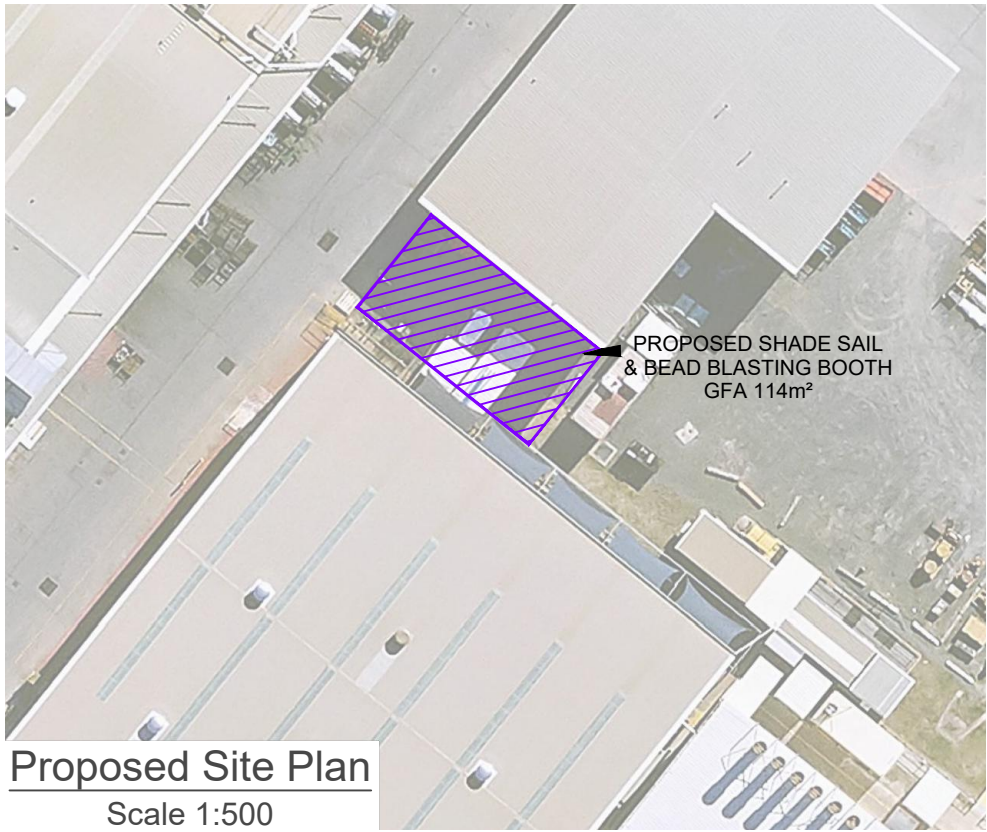 PROPOSED SHADE SAIL
& BEAD BLASTING BOOTH
GFA 114m²
Proposed Site Plan
Scale 1:500